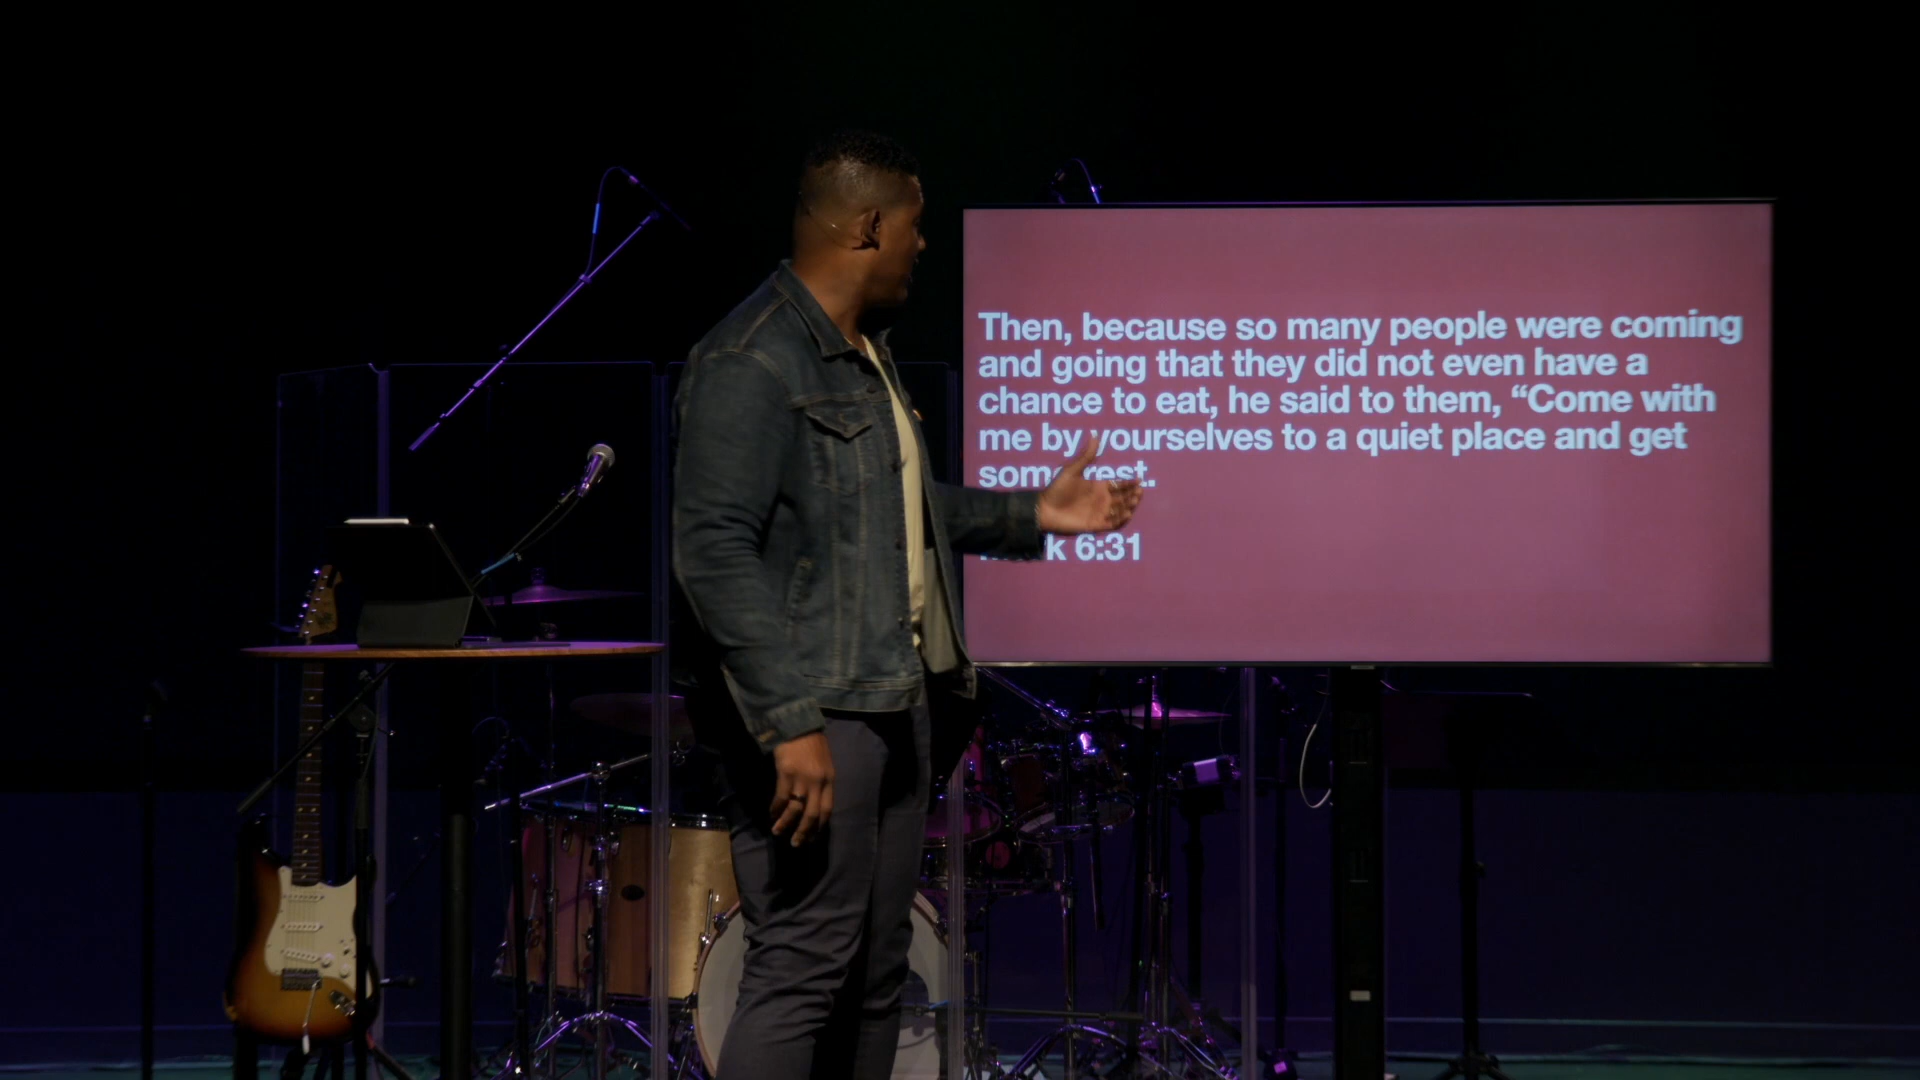 Then, because so many people were coming
and going that they did not even have a
chance to eat, he said to them, “Come with
me by yourselves to a quiet place and get
some rest.
6:31